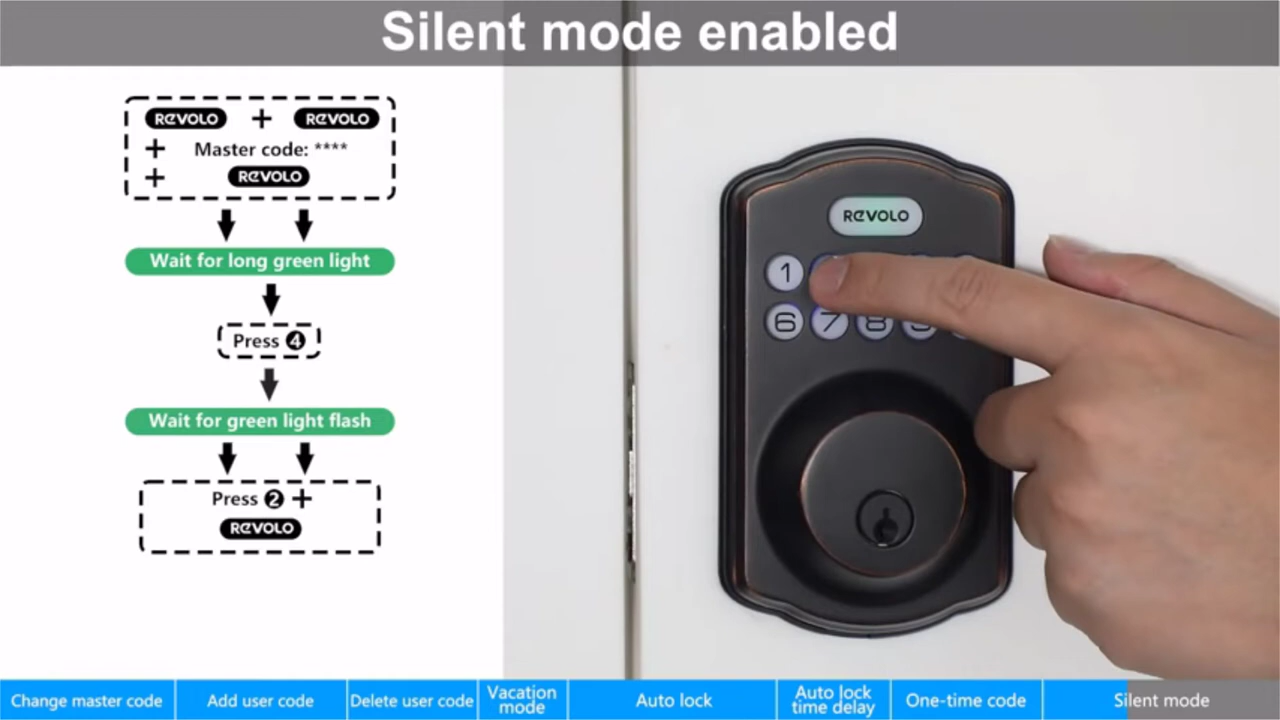 Silent mode enabled
REVOLO + REVOLO
+ Master code: ****
+ REVOLO
Wait for long green light
Press 4
Wait for green light flash
Press 2 +
REVOLO
REVOLO
1
6 7 8 9
Change master code
Add user code
Delete user code
Vacation
mode
Auto lock
Auto lock
time delay
One-time code
Silent mode